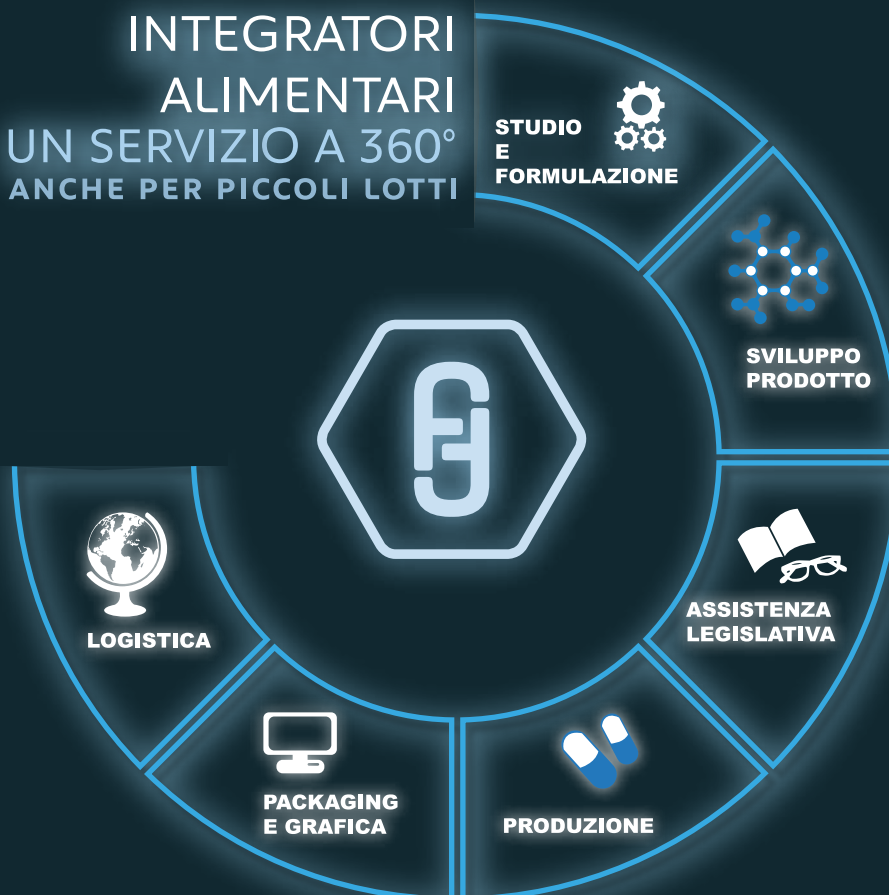 INTEGRATORI
ALIMENTARI
UN SERVIZIO A 360°
ANCHE PER PICCOLI LOTTI
STUDIO
E
FORMULAZIONE
SVILUPPO
PRODOTTO
ASSISTENZA
LEGISLATIVA
PRODUZIONE
PACKAGING
E GRAFICA
LOGISTICA